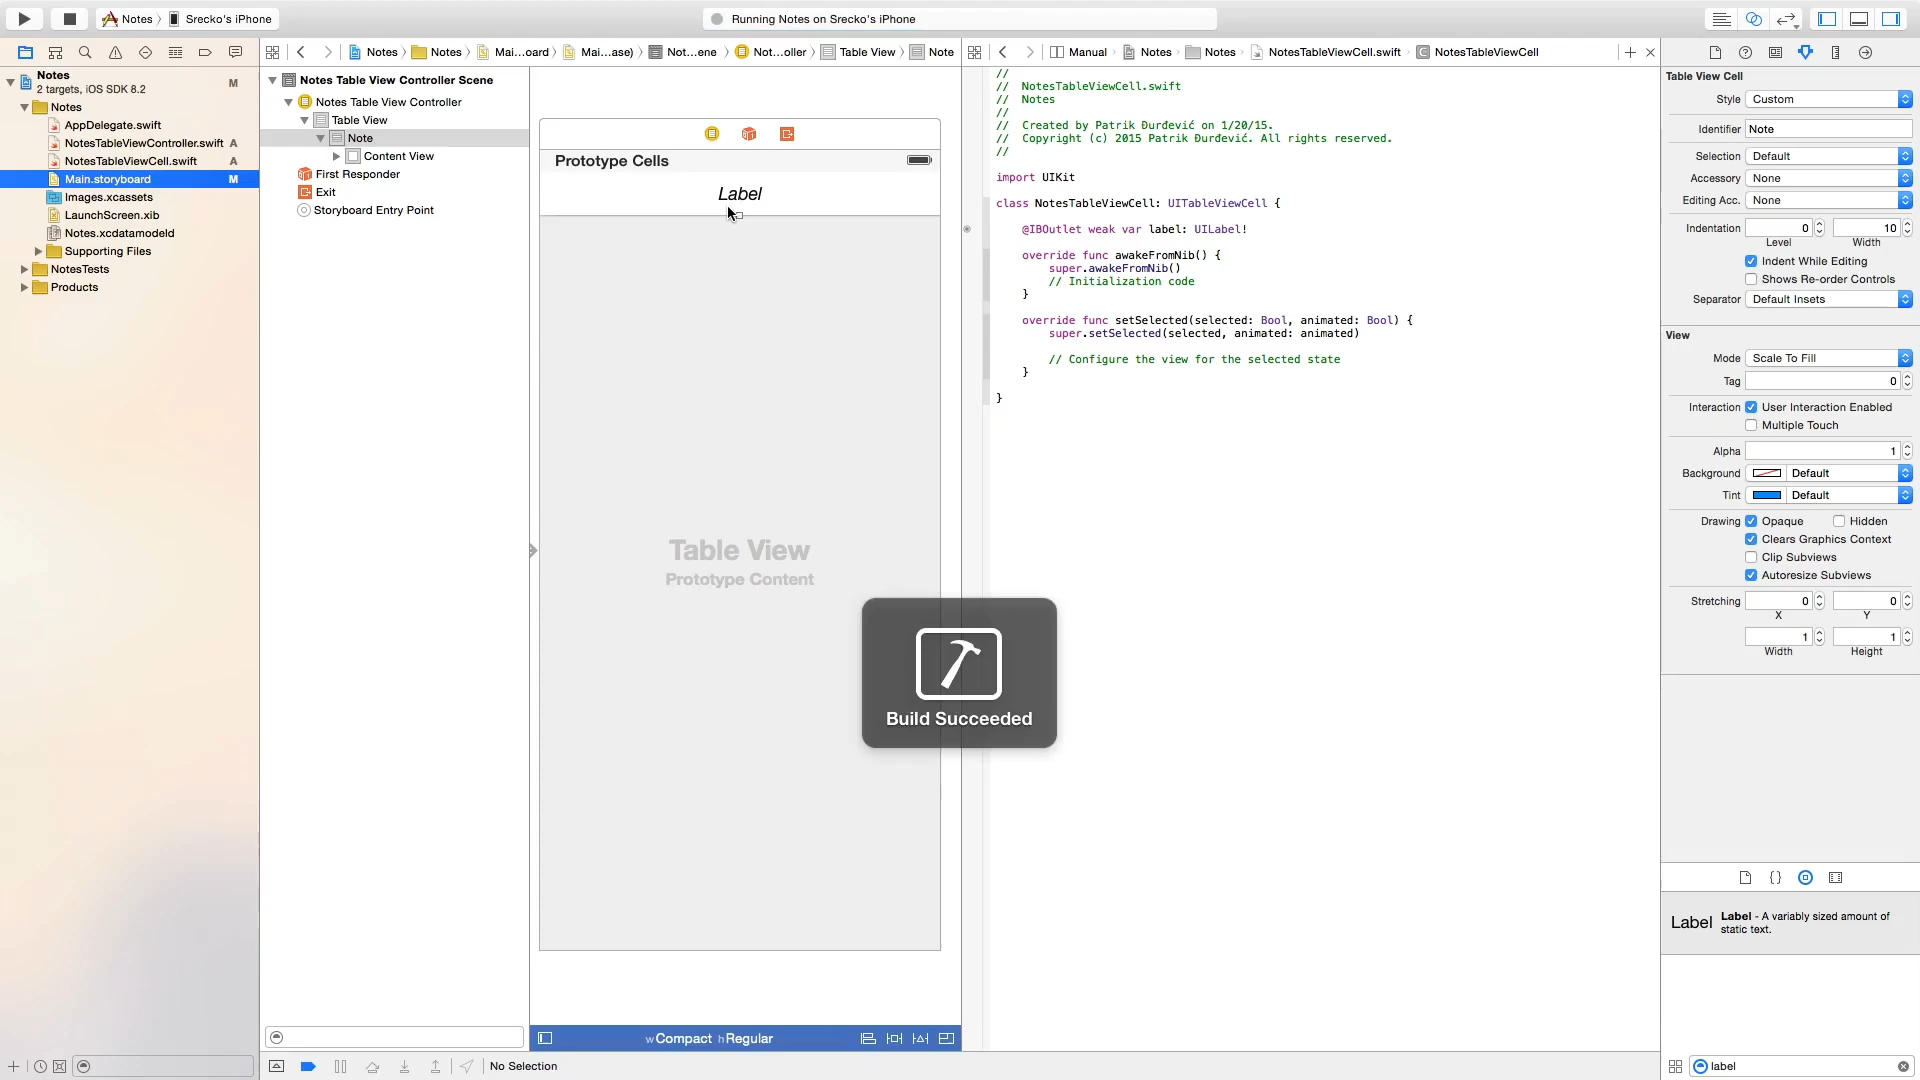 Notes
Srecko's iPhone
Running Notes on Srecko's iPhone
Notes
Notes
Mai...oard
Mai...ase)
Not...ene
Not...oller
Table View
Note
Manual
Notes
Notes
NotesTableViewCell.swift
NotesTableViewCell
Notes
2 targets, iOS SDK 8.2
M
Notes
AppDelegate.swift
NotesTableViewController.swift A
NotesTableViewCell.swift A
Main.storyboard M
Images.xcassets
LaunchScreen.xib
Notes.xcdatamodeld
Supporting Files
NotesTests
Products
Notes Table View Controller Scene
Notes Table View Controller
Table View
Note
Content View
First Responder
Exit
Storyboard Entry Point
Prototype Cells
Label
Table View
Prototype Content
Build Succeeded
wCompact hRegular
No Selection
//
// NotesTableViewCell.swift
// Notes
//
// Created by Patrik Đurđević on 1/20/15.
// Copyright (c) 2015 Patrik Đurđević. All rights reserved.
//
import UIKit
class NotesTableViewCell: UITableViewCell {
@IBOutlet weak var label: UILabel!
override func awakeFromNib() {
super.awakeFromNib()
// Initialization code
}
override func setSelected(selected: Bool, animated: Bool) {
super.setSelected(selected, animated: animated)
// Configure the view for the selected state
}
}
Table View Cell
Style Custom
Identifier Note
Selection Default
Accessory None
Editing Acc. None
Indentation 0 10
Level Width
Indent While Editing
Shows Re-order Controls
Separator Default Insets
View
Mode Scale To Fill
Tag 0
Interaction User Interaction Enabled
Multiple Touch
Alpha 1
Background Default
Tint Default
Drawing Opaque Hidden
Clears Graphics Context
Clip Subviews
Autoresize Subviews
Stretching 0 0
X Y
1 1
Width Height
{}
Label
Label - A variably sized amount of
static text.
label